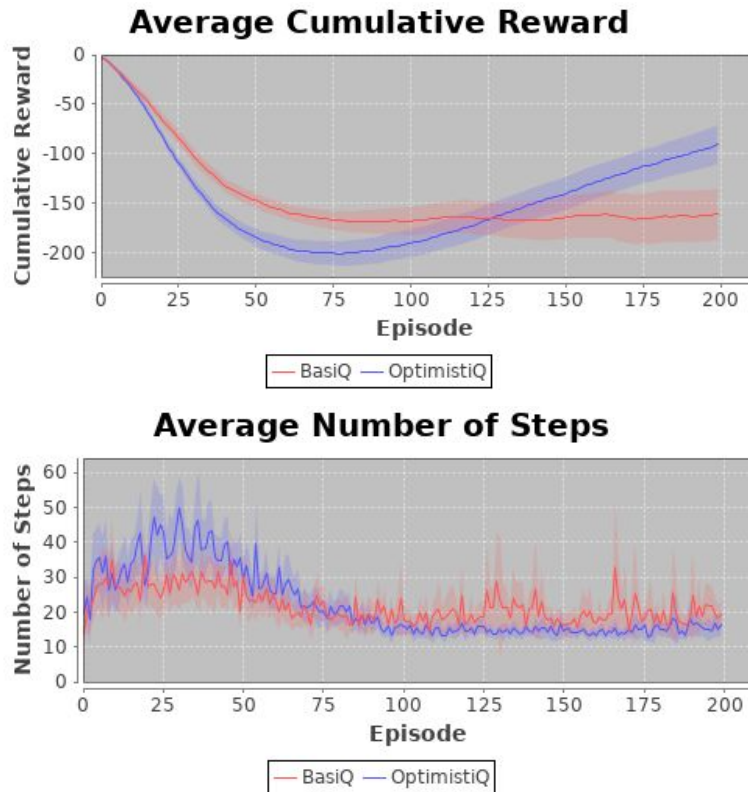 Average Cumulative Reward
0
-50
-100
-150
-200
Cumulative Reward
0 25 50 75 100 125 150 175 200
Episode
BasiQ OptimistiQ
Average Number of Steps
60
50
40
30
20
10
0
Number of Steps
0 25 50 75 100 125 150 175 200
Episode
BasiQ OptimistiQ